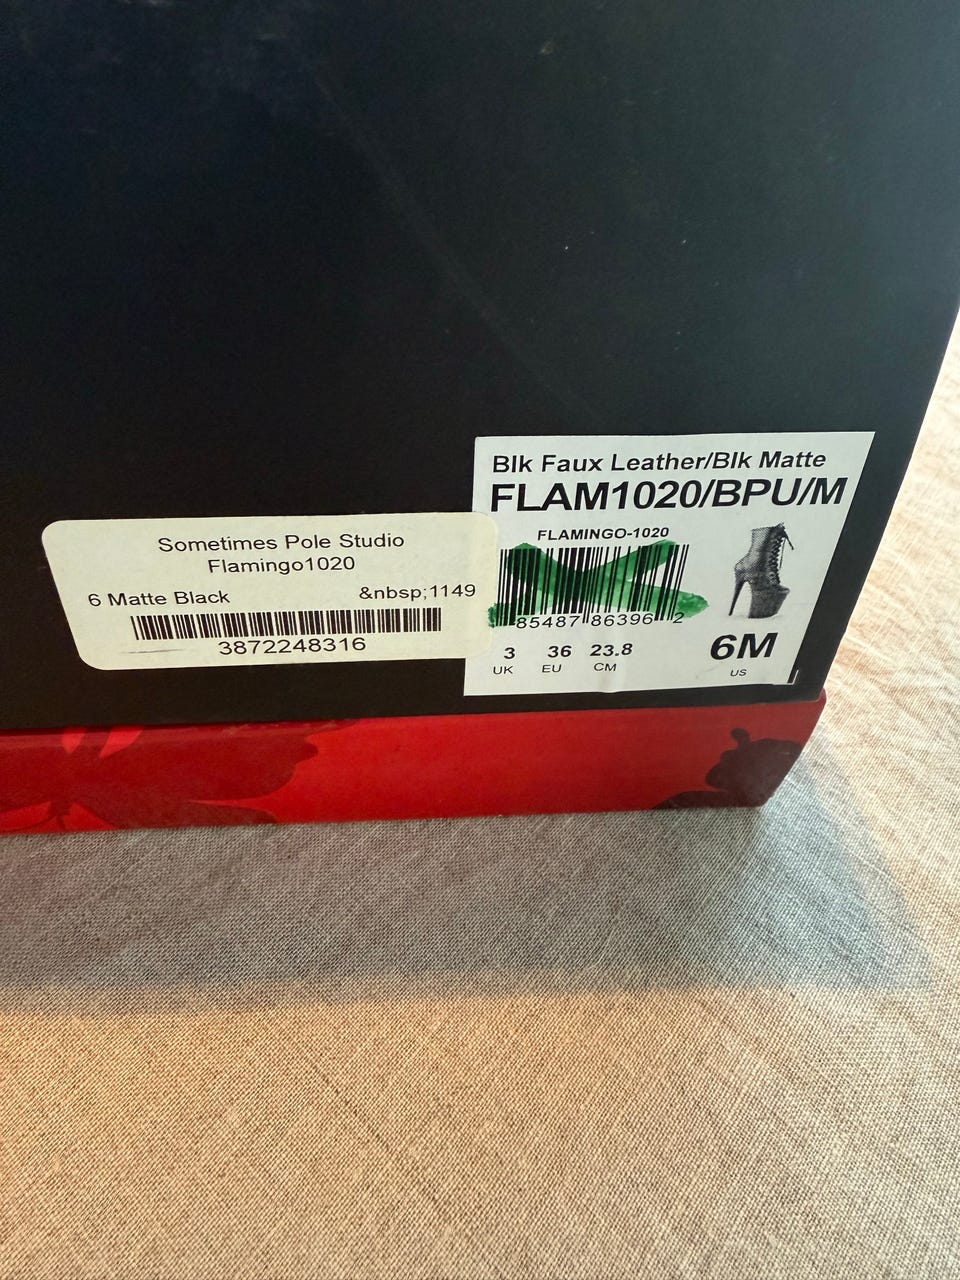 Blk Faux Leather/Blk Matte
FLAM1020/BPU/M
FLAMINGO-1020
85487 86396 2
3 36 23.8
UK EU CM
6M
US
Sometimes Pole Studio
Flamingo1020
6 Matte Black &nbsp;1149
3872248316